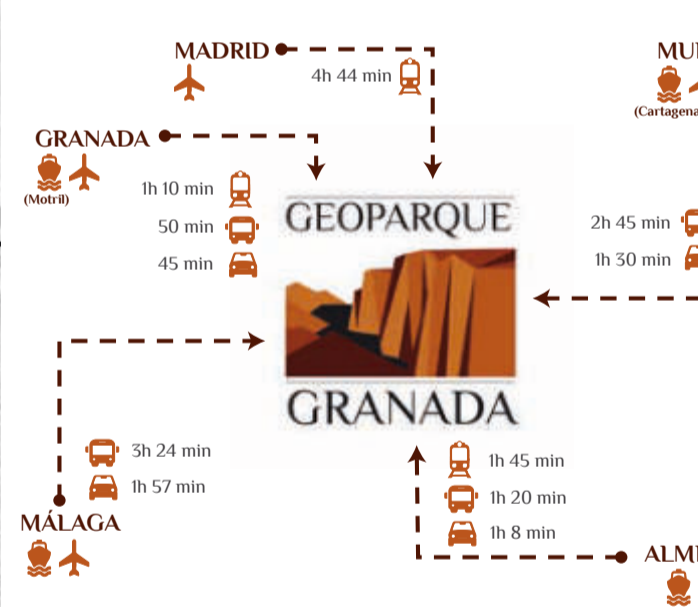 MADRID
4h 44 min
(Cartagena
GRANADA
(Motril)
1h 10 min
50 min
45 min
GEOPARQUE
GRANADA
2h 45 min
1h 30 min
3h 24 min
1h 57 min
MÁLAGA
1h 45 min
1h 20 min
1h 8 min